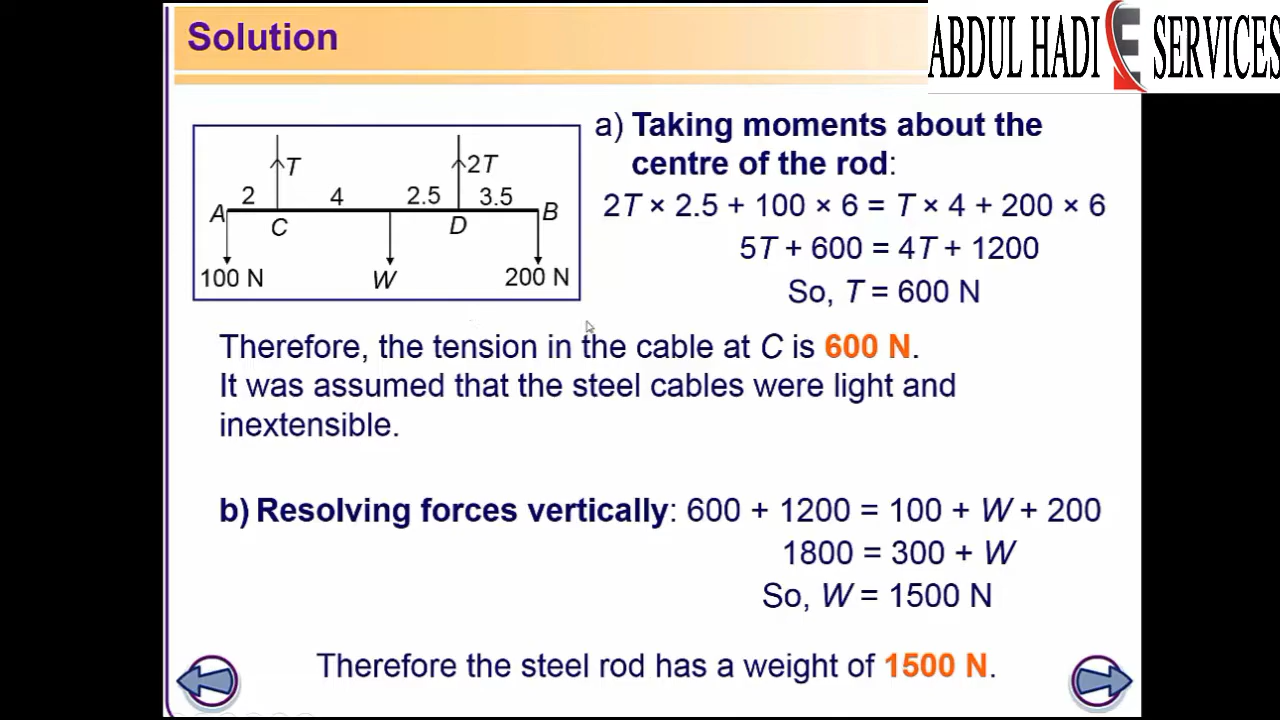 Solution
ABDUL HADI E SERVICES
a) Taking moments about the
centre of the rod:
2T × 2.5 + 100 × 6 = T × 4 + 200 × 6
5T + 600 = 4T + 1200
So, T = 600 N
T 2T
2 4 2.5 3.5
A C D B
100 N W 200 N
Therefore, the tension in the cable at C is 600 N.
It was assumed that the steel cables were light and
inextensible.
b) Resolving forces vertically: 600 + 1200 = 100 + W + 200
1800 = 300 + W
So, W = 1500 N
Therefore the steel rod has a weight of 1500 N.